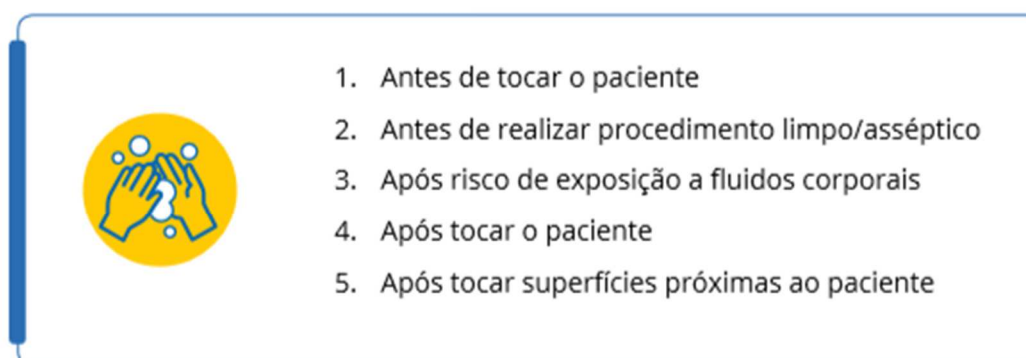 1. Antes de tocar o paciente
2. Antes de realizar procedimento limpo/asséptico
3. Após risco de exposição a fluidos corporais
4. Após tocar o paciente
5. Após tocar superfícies próximas ao paciente